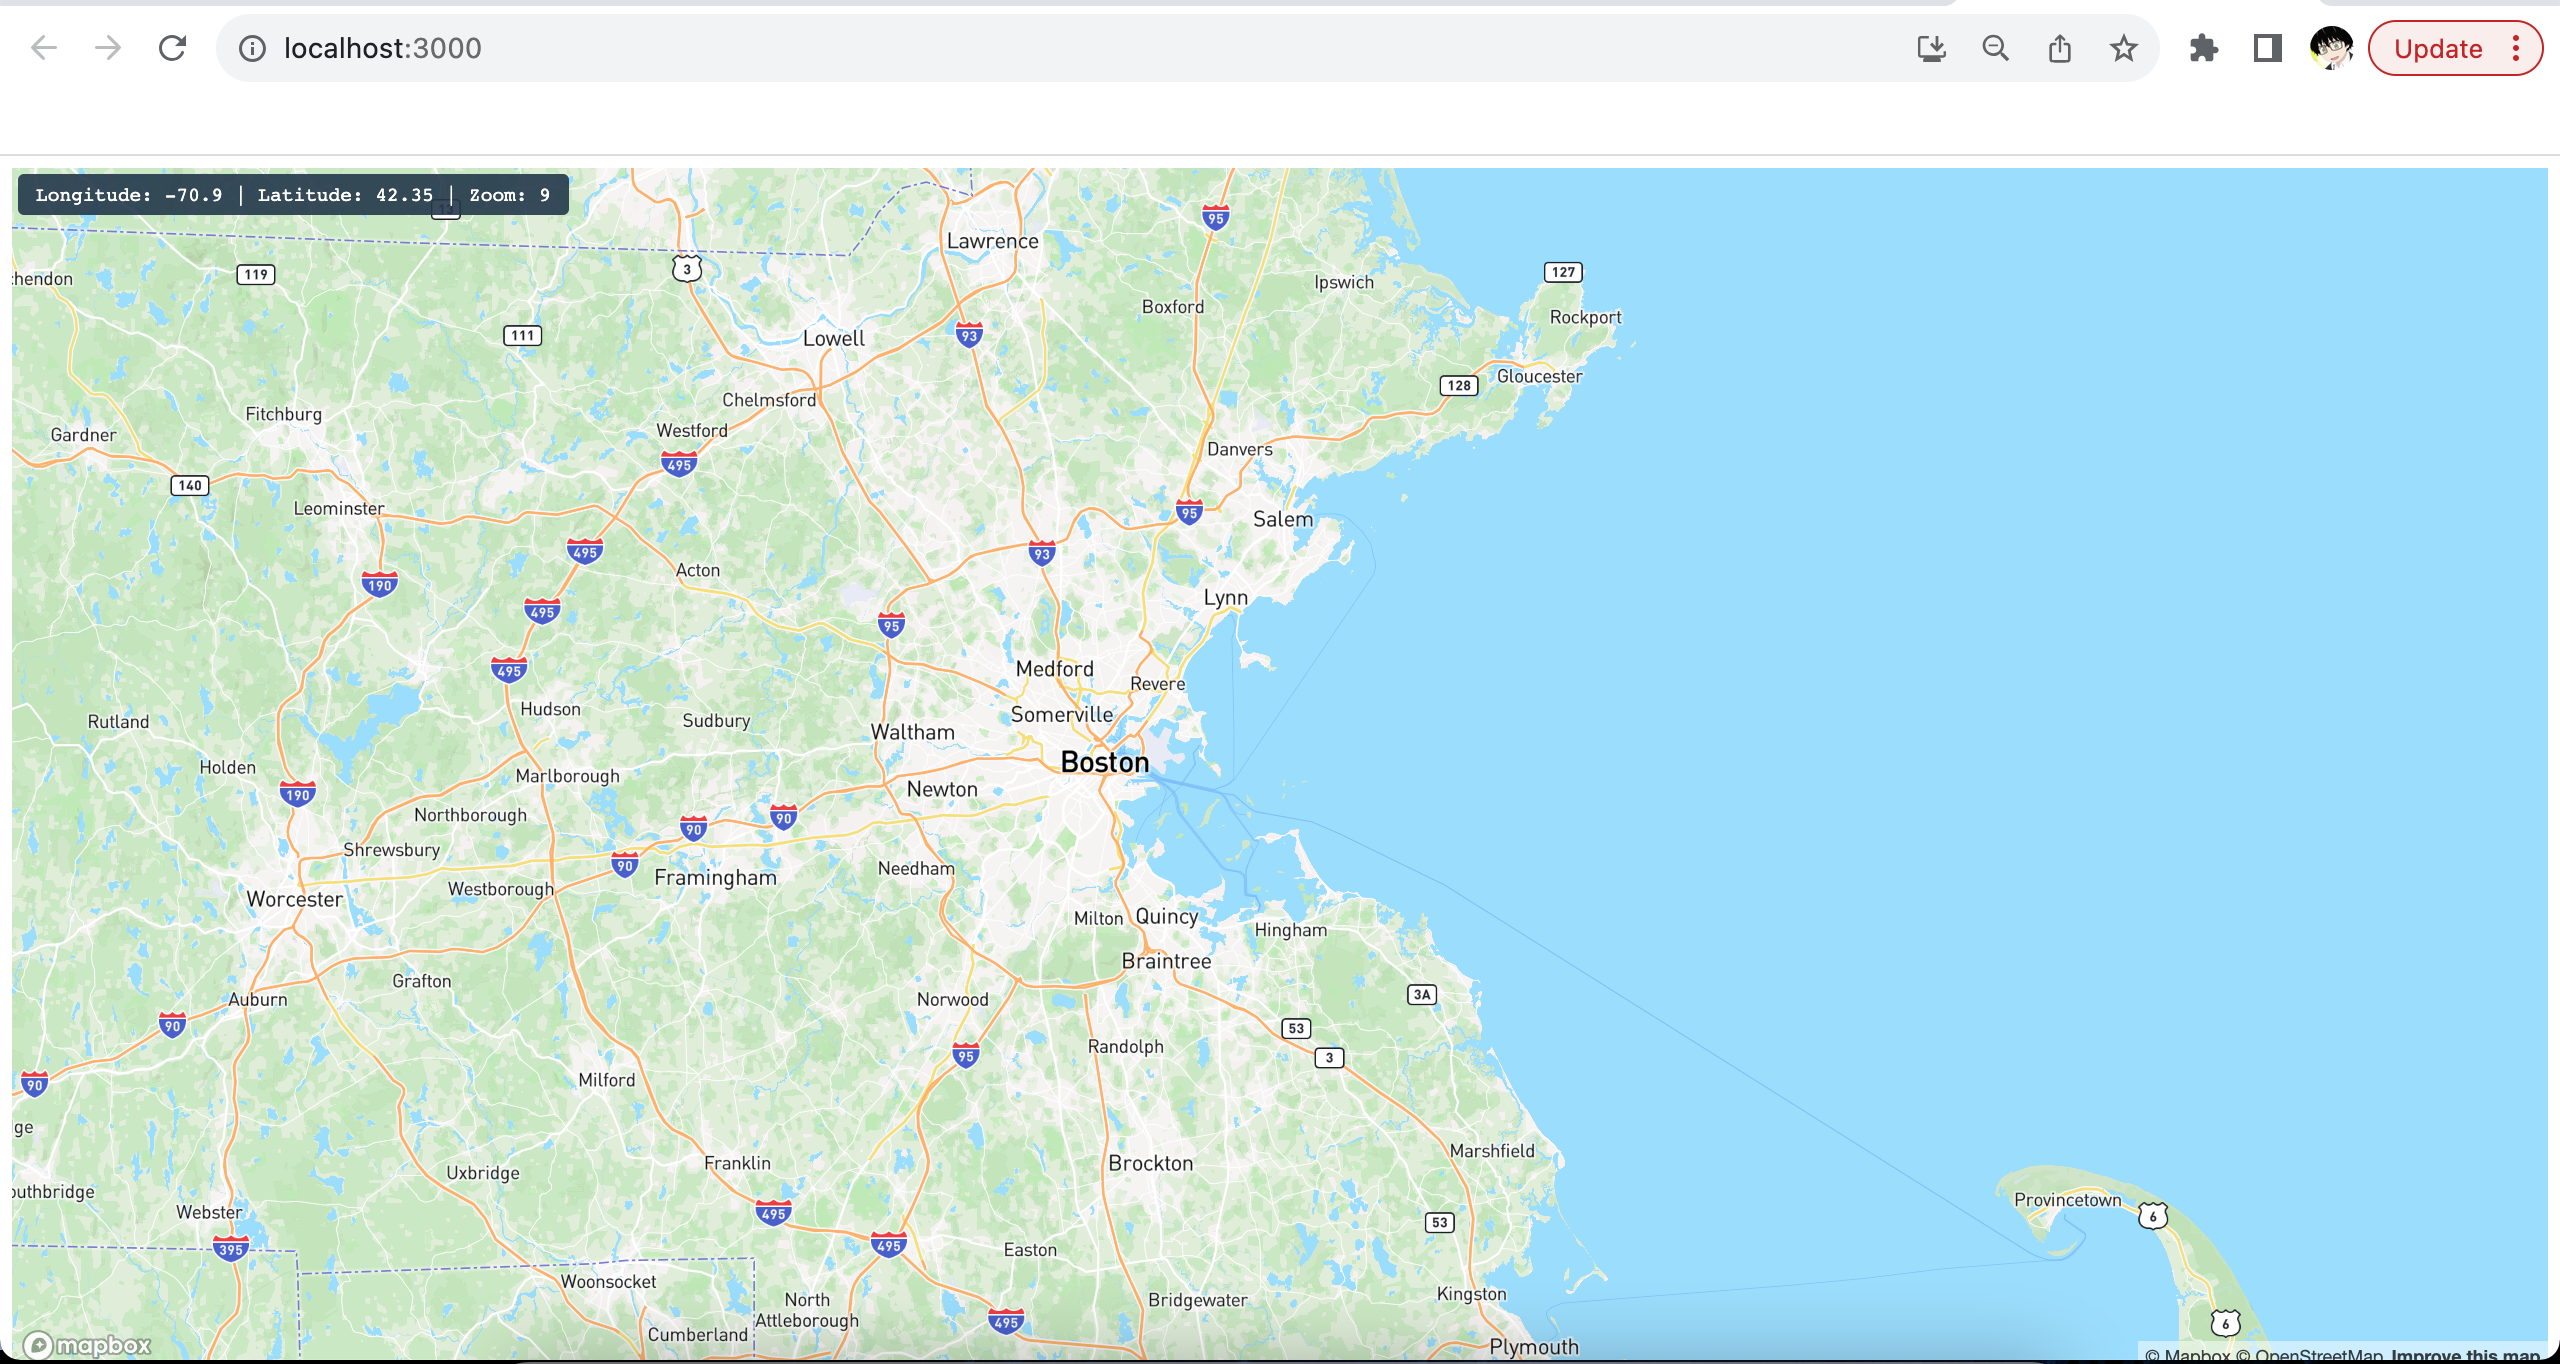 localhost:3000
Update
Longitude: -70.9 | Latitude: 42.35 | Zoom: 9
13
Lawrence
95
3
119
127
hendon
Ipswich
Boxford
Rockport
111
93
Lowell
Gloucester
128
Chelmsford
Fitchburg
Westford
Gardner
Danvers
495
140
Leominster
95
Salem
495
93
Acton
190
Lynn
495
95
495
Medford
Revere
Hudson
Somerville
Rutland
Sudbury
Waltham
Boston
Holden
Marlborough
Newton
190
Northborough
90
90
Shrewsbury
90
Needham
Framingham
Westborough
Worcester
Milton
Quincy
Hingham
Braintree
Grafton
3A
Auburn
Norwood
90
53
Randolph
95
3
Milford
90
ge
Marshfield
Franklin
Brockton
Uxbridge
outhbridge
Provincetown
Webster
495
6
53
495
395
Easton
Woonsocket
Kingston
North
Attleborough
Bridgewater
495
6
Cumberland
Plymouth
mapbox
© Mapbox © OpenStreetMap Improve this map